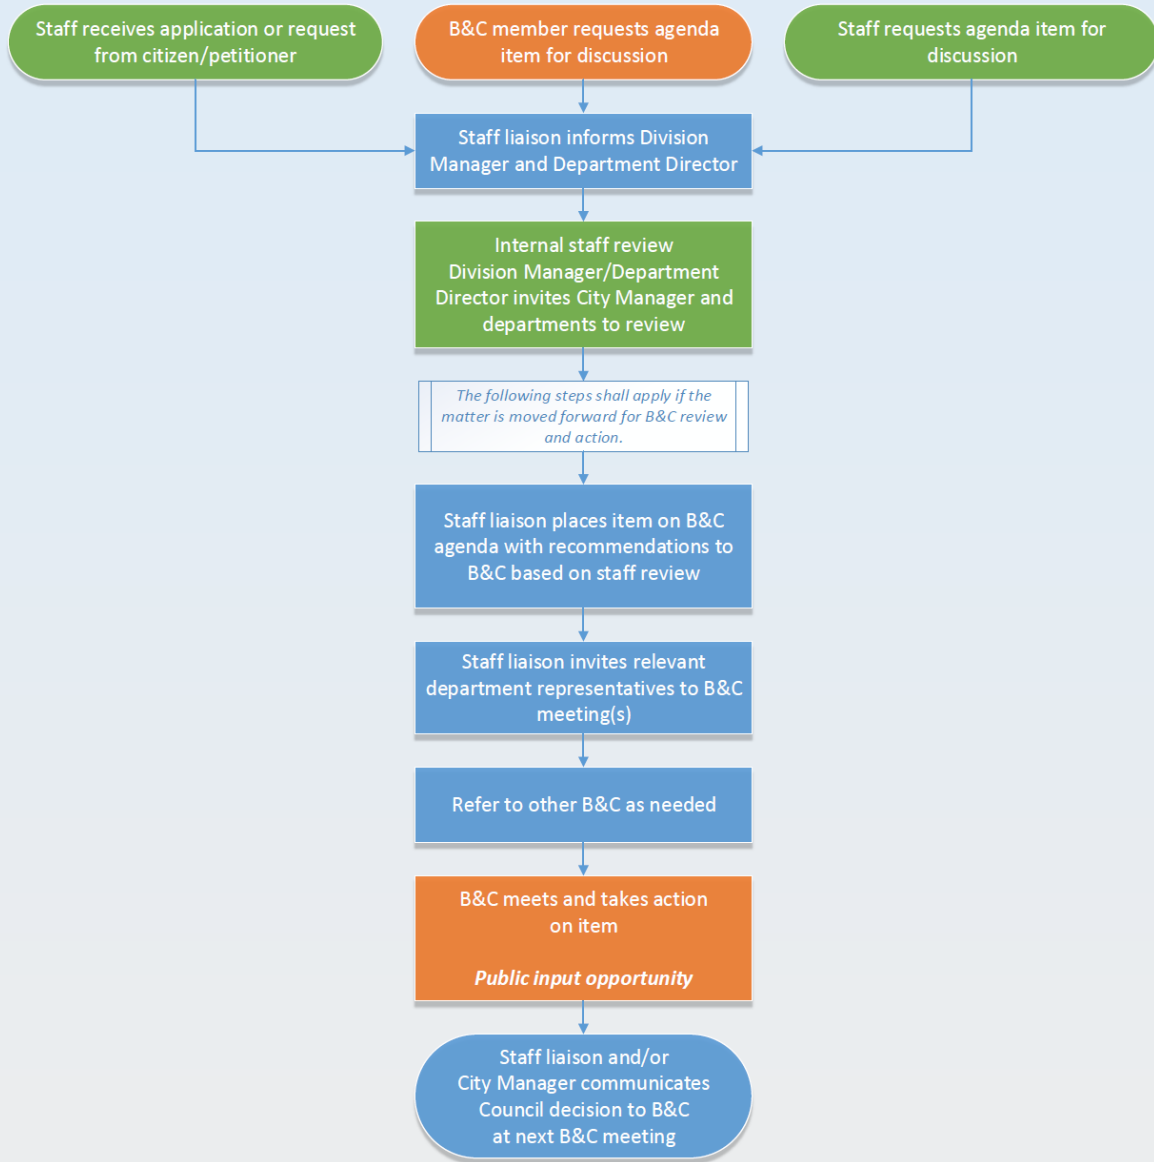 Staff receives application or request
from citizen/petitioner
B&C member requests agenda
item for discussion
Staff requests agenda item for
discussion
Staff liaison informs Division
Manager and Department Director
Internal staff review
Division Manager/Department
Director invites City Manager and
departments to review
The following steps shall apply if the
matter is moved forward for B&C review
and action.
Staff liaison places item on B&C
agenda with recommendations to
B&C based on staff review
Staff liaison invites relevant
department representatives to B&C
meeting(s)
Refer to other B&C as needed
B&C meets and takes action
on item
Public input opportunity
Staff liaison and/or
City Manager communicates
Council decision to B&C
at next B&C meeting